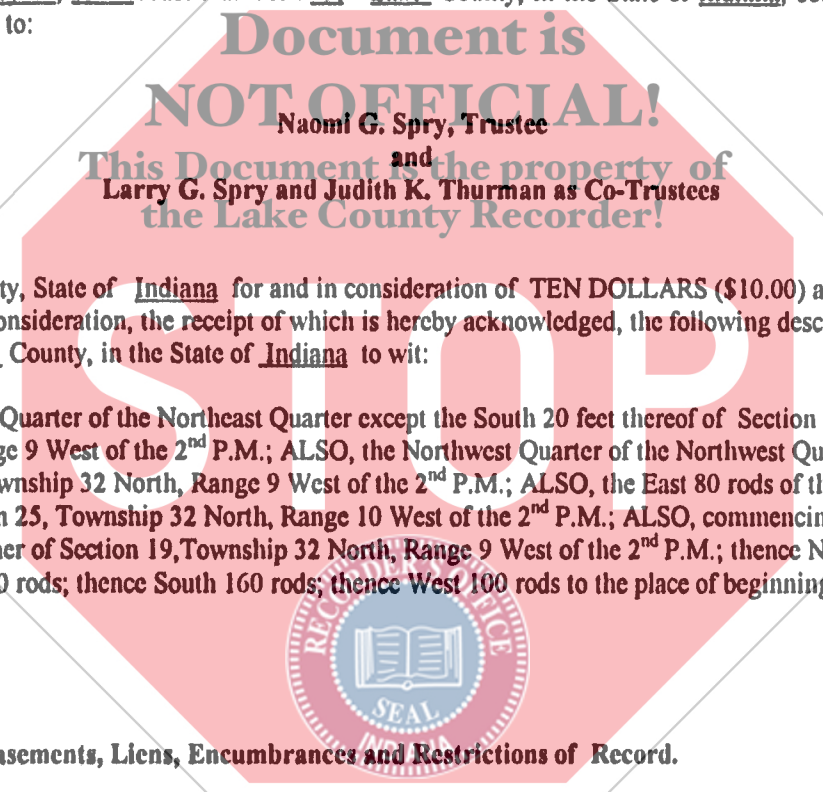 County, in the State of Indiana,
to:
Document is
NOT OFFICIAL!
Naomi G. Spry, Trustee
and
This Document is the property of
Larry G. Spry and Judith K. Thurman as Co-Trustees
the Lake County Recorder!
ty, State of Indiana for and in consideration of TEN DOLLARS ($10.00) a
onsideration, the receipt of which is hereby acknowledged, the following desc
County, in the State of Indiana to wit:
STOP
Quarter of the Northeast Quarter except the South 20 feet thereof of Section
ge 9 West of the 2nd P.M.; ALSO, the Northwest Quarter of the Northwest Qu
wnship 32 North, Range 9 West of the 2nd P.M.; ALSO, the East 80 rods of th
n 25, Township 32 North, Range 10 West of the 2nd P.M.; ALSO, commencin
ner of Section 19,Township 32 North, Range 9 West of the 2nd P.M.; thence N
0 rods; thence South 160 rods; thence West 100 rods to the place of beginning
RECORDER'S OFFICE
SEAL
INDIANA
asements, Liens, Encumbrances and Restrictions of Record.